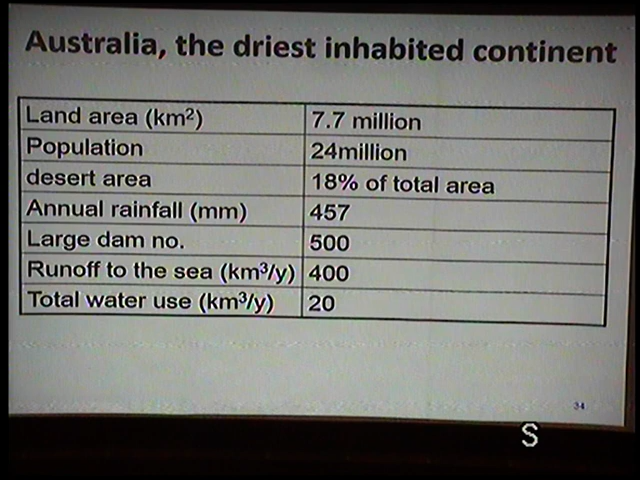 Australia, the driest inhabited continent
Land area (km²) 7.7 million
Population 24million
desert area 18% of total area
Annual rainfall (mm) 457
Large dam no. 500
Runoff to the sea (km³/y) 400
Total water use (km³/y) 20
34
S